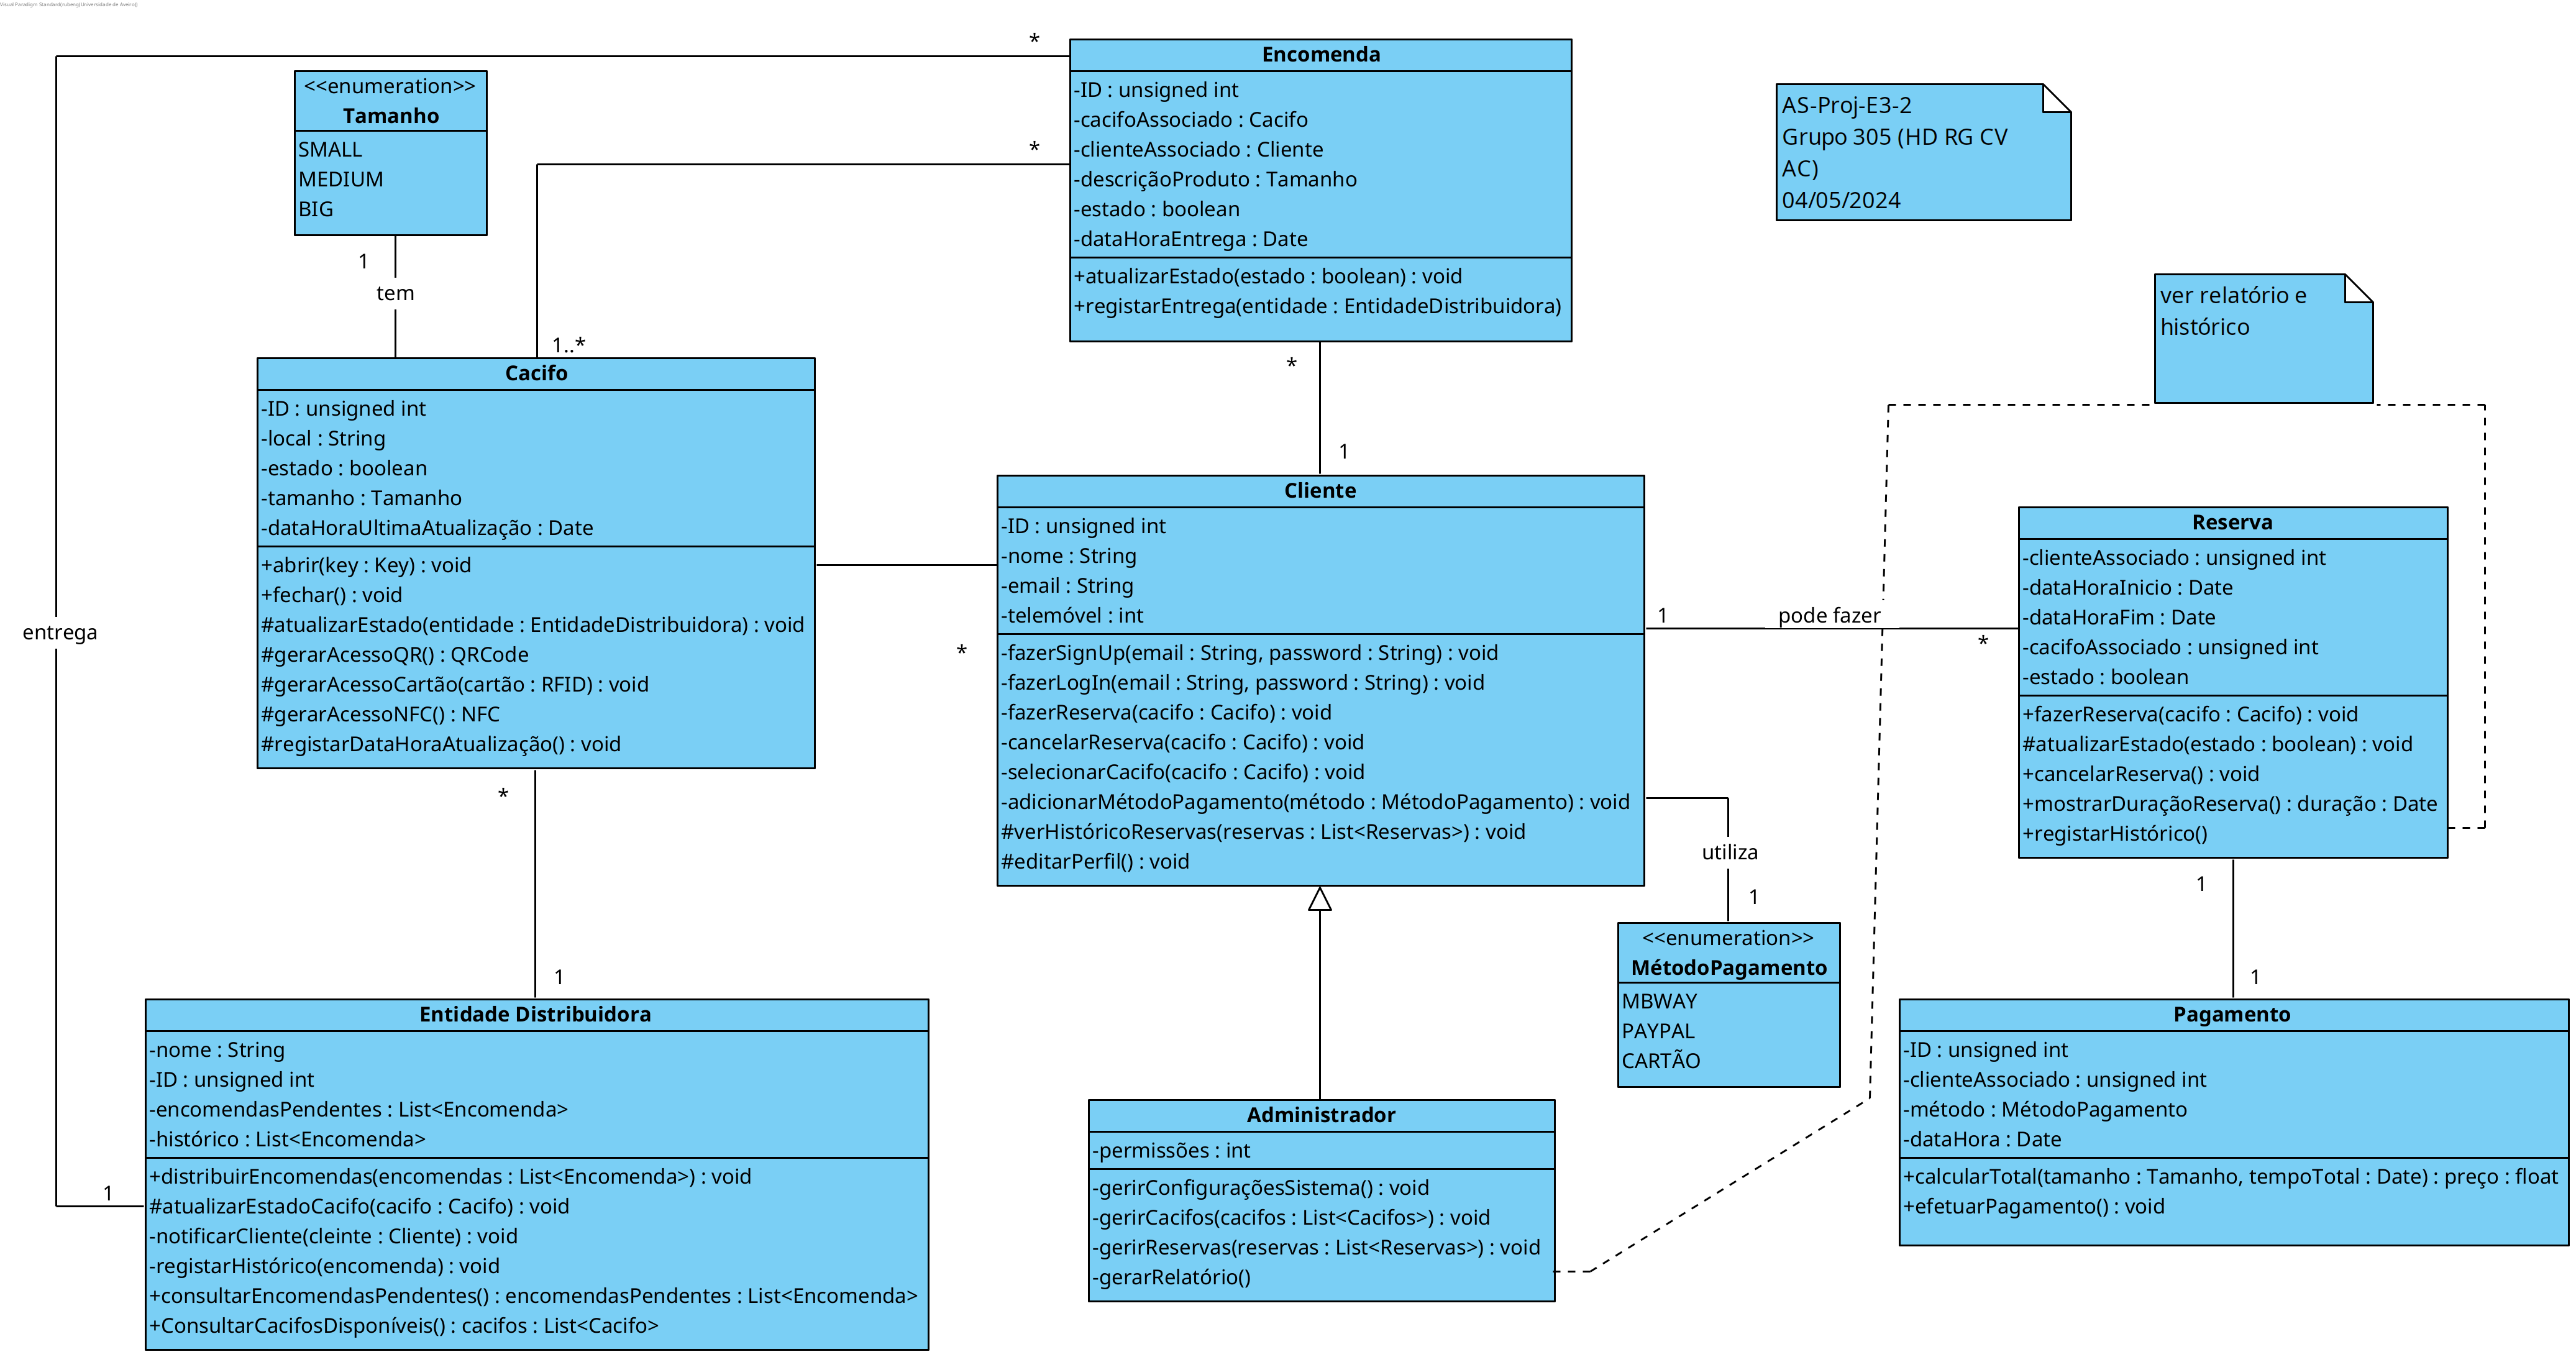 Visual Paradigm Standard(rubeng(Universidade de Aveiro))
*
Encomenda
-ID : unsigned int
-cacifoAssociado : Cacifo
-clienteAssociado : Cliente
-descriçãoProduto : Tamanho
-estado : boolean
-dataHoraEntrega : Date
+atualizarEstado(estado : boolean) : void
+registarEntrega(entidade : EntidadeDistribuidora)
<<enumeration>>
Tamanho
SMALL
MEDIUM
BIG
*
AS-Proj-E3-2
Grupo 305 (HD RG CV
AC)
04/05/2024
1
tem
ver relatório e
histórico
1..*
*
1
Cacifo
-ID : unsigned int
-local : String
-estado : boolean
-tamanho : Tamanho
-dataHoraUltimaAtualização : Date
+abrir(key : Key) : void
+fechar() : void
#atualizarEstado(entidade : EntidadeDistribuidora) : void
#gerarAcessoQR() : QRCode
#gerarAcessoCartão(cartão : RFID) : void
#gerarAcessoNFC() : NFC
#registarDataHoraAtualização() : void
entrega
*
Cliente
-ID : unsigned int
-nome : String
-email : String
-telemóvel : int
-fazerSignUp(email : String, password : String) : void
-fazerLogIn(email : String, password : String) : void
-fazerReserva(cacifo : Cacifo) : void
-cancelarReserva(cacifo : Cacifo) : void
-selecionarCacifo(cacifo : Cacifo) : void
-adicionarMétodoPagamento(método : MétodoPagamento) : void
#verHistóricoReservas(reservas : List<Reservas>) : void
#editarPerfil() : void
1
pode fazer
*
Reserva
-clienteAssociado : unsigned int
-dataHoraInicio : Date
-dataHoraFim : Date
-cacifoAssociado : unsigned int
-estado : boolean
+fazerReserva(cacifo : Cacifo) : void
#atualizarEstado(estado : boolean) : void
+cancelarReserva() : void
+mostrarDuraçãoReserva() : duração : Date
+registarHistórico()
*
1
utiliza
1
1
1
<<enumeration>>
MétodoPagamento
MBWAY
PAYPAL
CARTÃO
Entidade Distribuidora
-nome : String
-ID : unsigned int
-encomendasPendentes : List<Encomenda>
-histórico : List<Encomenda>
+distribuirEncomendas(encomendas : List<Encomenda>) : void
#atualizarEstadoCacifo(cacifo : Cacifo) : void
-notificarCliente(cleinte : Cliente) : void
-registarHistórico(encomenda) : void
+consultarEncomendasPendentes() : encomendasPendentes : List<Encomenda>
+ConsultarCacifosDisponíveis() : cacifos : List<Cacifo>
1
Administrador
-permissões : int
-gerirConfiguraçõesSistema() : void
-gerirCacifos(cacifos : List<Cacifos>) : void
-gerirReservas(reservas : List<Reservas>) : void
-gerarRelatório()
Pagamento
-ID : unsigned int
-clienteAssociado : unsigned int
-método : MétodoPagamento
-dataHora : Date
+calcularTotal(tamanho : Tamanho, tempoTotal : Date) : preço : float
+efetuarPagamento() : void